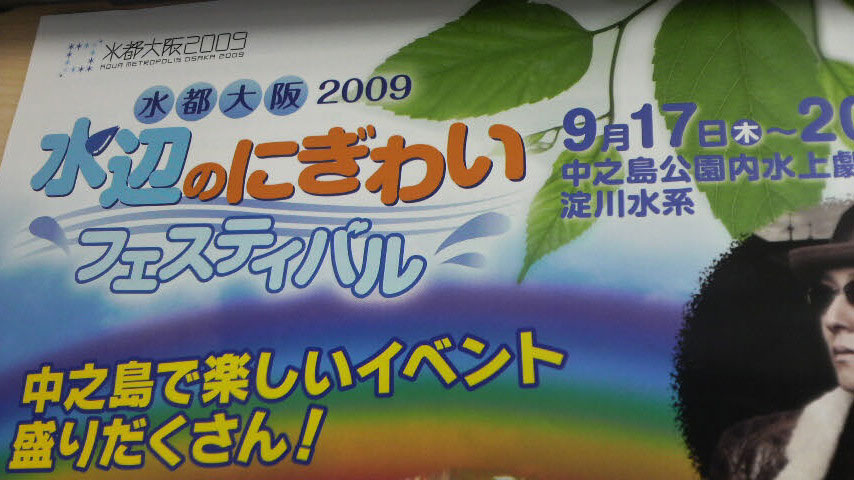 水都大阪2009
AQUA METROPOLIS OSAKA 2009
水都大阪 2009
水辺のにぎわい
フェスティバル
9月17日(木)～20
中之島公園内水上劇
淀川水系
中之島で楽しいイベント
盛りだくさん!